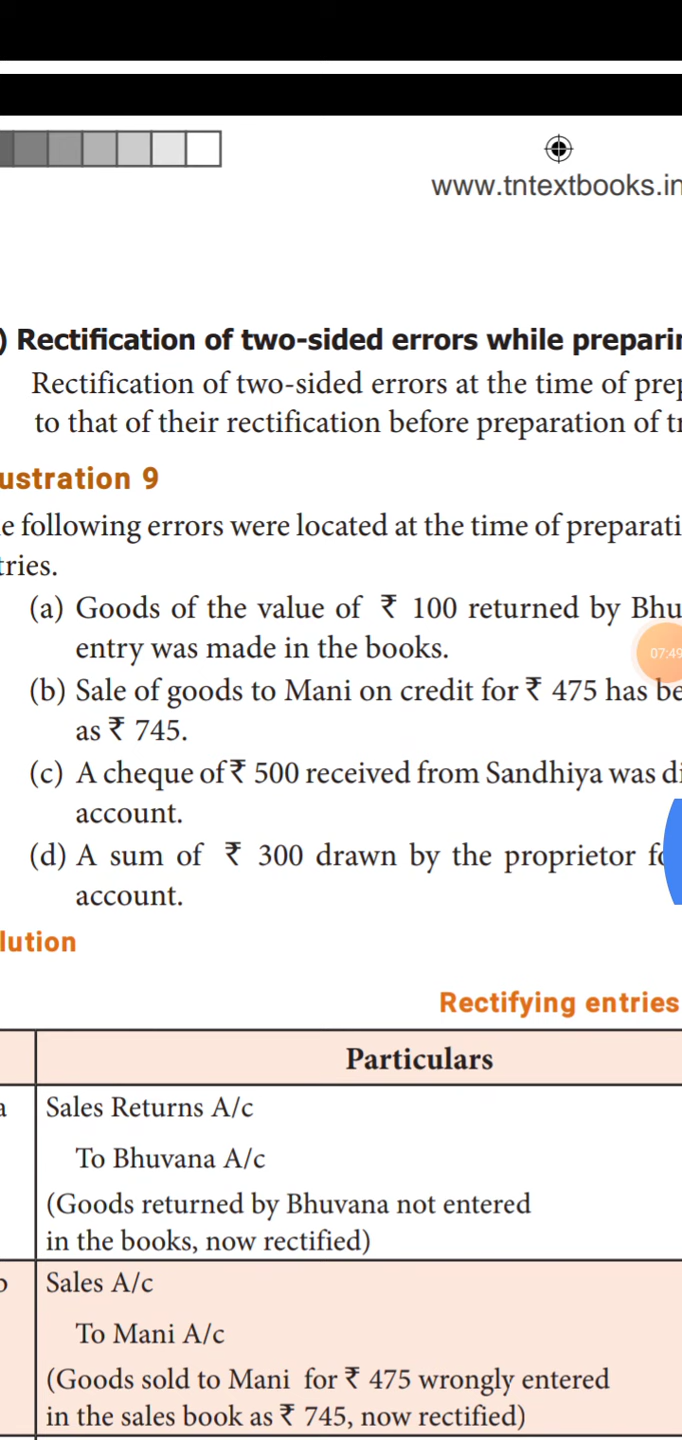 www.tntextbooks.in
) Rectification of two-sided errors while
Rectification of two-sided errors at the time of
to that of their rectification before preparation of
ustration 9
e following errors were located at the time of
tries.
(a) Goods of the value of ₹ 100 returned by
entry was made in the books.
07:49
(b) Sale of goods to Mani on credit for ₹ 475 has
as ₹ 745.
(c) A cheque of ₹ 500 received from Sandhiya was
account.
(d) A sum of ₹ 300 drawn by the proprietor
account.
lution
Rectifying entries
Particulars
a
Sales Returns A/c
To Bhuvana A/c
(Goods returned by Bhuvana not entered
in the books, now rectified)
Sales A/c
To Mani A/c
(Goods sold to Mani for ₹ 475 wrongly entered
in the sales book as ₹ 745, now rectified)